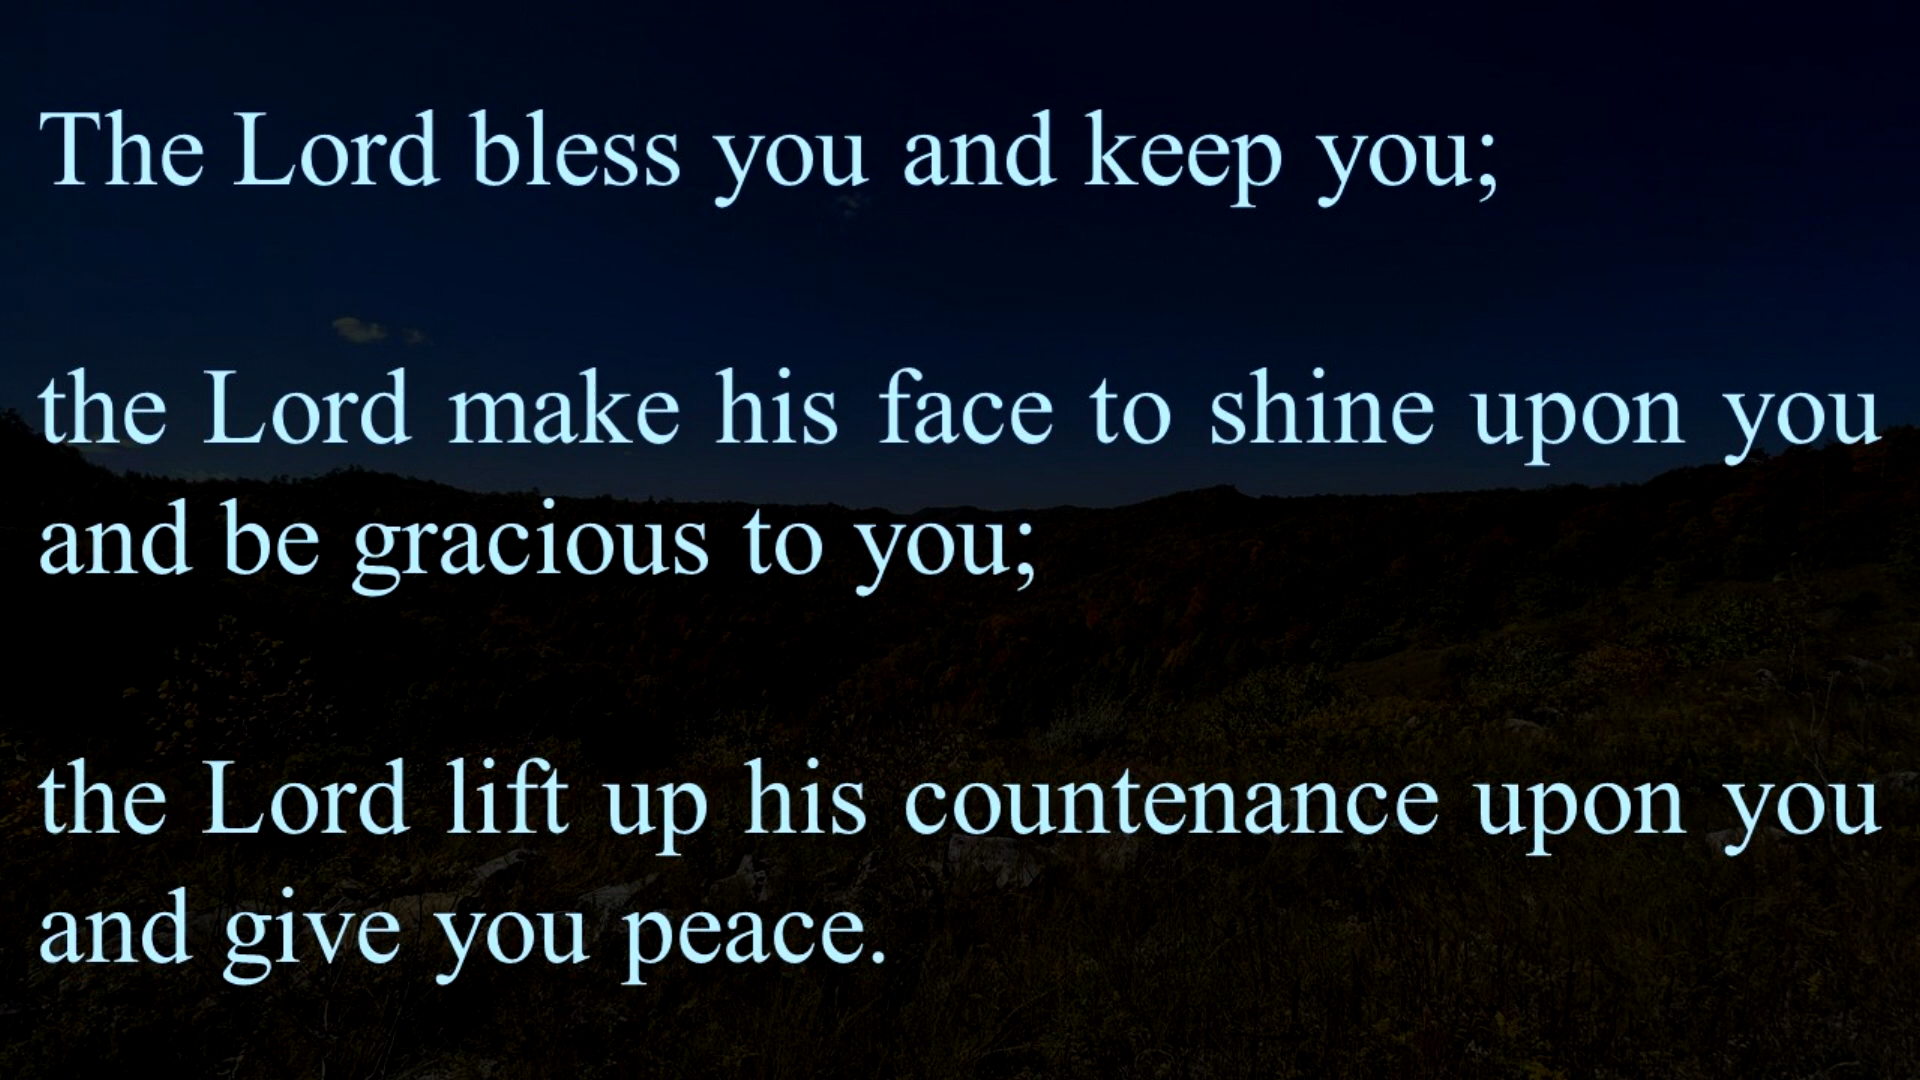 The Lord bless you and keep you;
the Lord make his face to shine upon you
and be gracious to you;
the Lord lift up his countenance upon you
and give you peace.